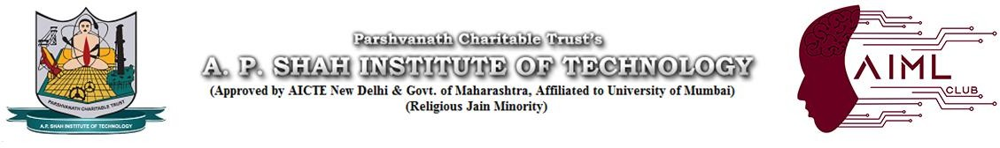 PARSHVANATH CHARITABLE TRUST
A.P. SHAH INSTITUTE OF TECHNOLOGY
Parshvanath Charitable Trust's
A. P. SHAH INSTITUTE OF TECHNOLOGY
(Approved by AICTE New Delhi & Govt. of Maharashtra, Affiliated to University of Mumbai)
(Religious Jain Minority)
AIML
CLUB